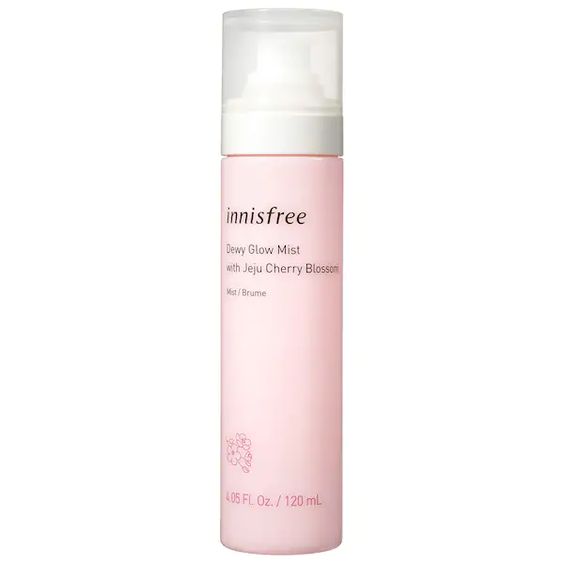 innisfree
Dewy Glow Mist
with Jeju Cherry Blossom
Mist / Brume
4.05 FL Oz. / 120 mL